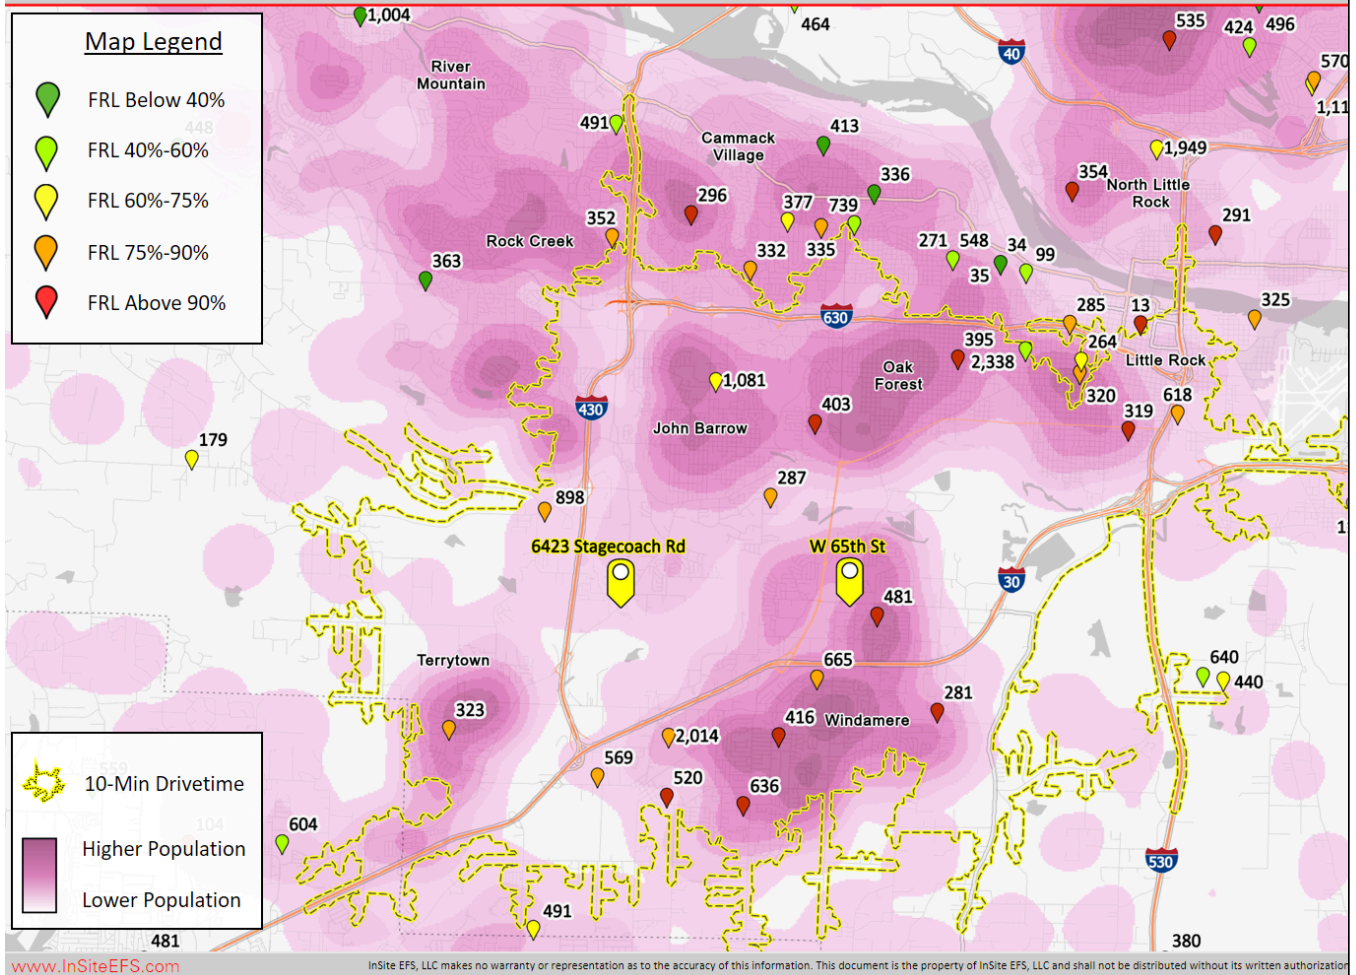 Map Legend
FRL Below 40%
FRL 40%-60%
FRL 60%-75%
FRL 75%-90%
FRL Above 90%
1,004
464
535
424
496
570
1,11
River
Mountain
40
448
491
413
Cammack
Village
1,949
336
354
North Little
Rock
296
377
739
291
352
Rock Creek
335
271
548
34
99
332
35
363
630
285
13
325
395
264
2,338
Little Rock
Oak
Forest
1,081
320
430
403
618
John Barrow
319
179
287
898
6423 Stagecoach Rd
W 65th St
30
481
Terrytown
665
640
440
323
281
416
Windamere
2,014
569
559
10-Min Drivetime
520
636
104
604
Higher Population
530
Lower Population
491
481
380
www.InSiteEFS.com
InSite EFS, LLC makes no warranty or representation as to the accuracy of this information. This document is the property of InSite EFS, LLC and shall not be distributed without its written authorization